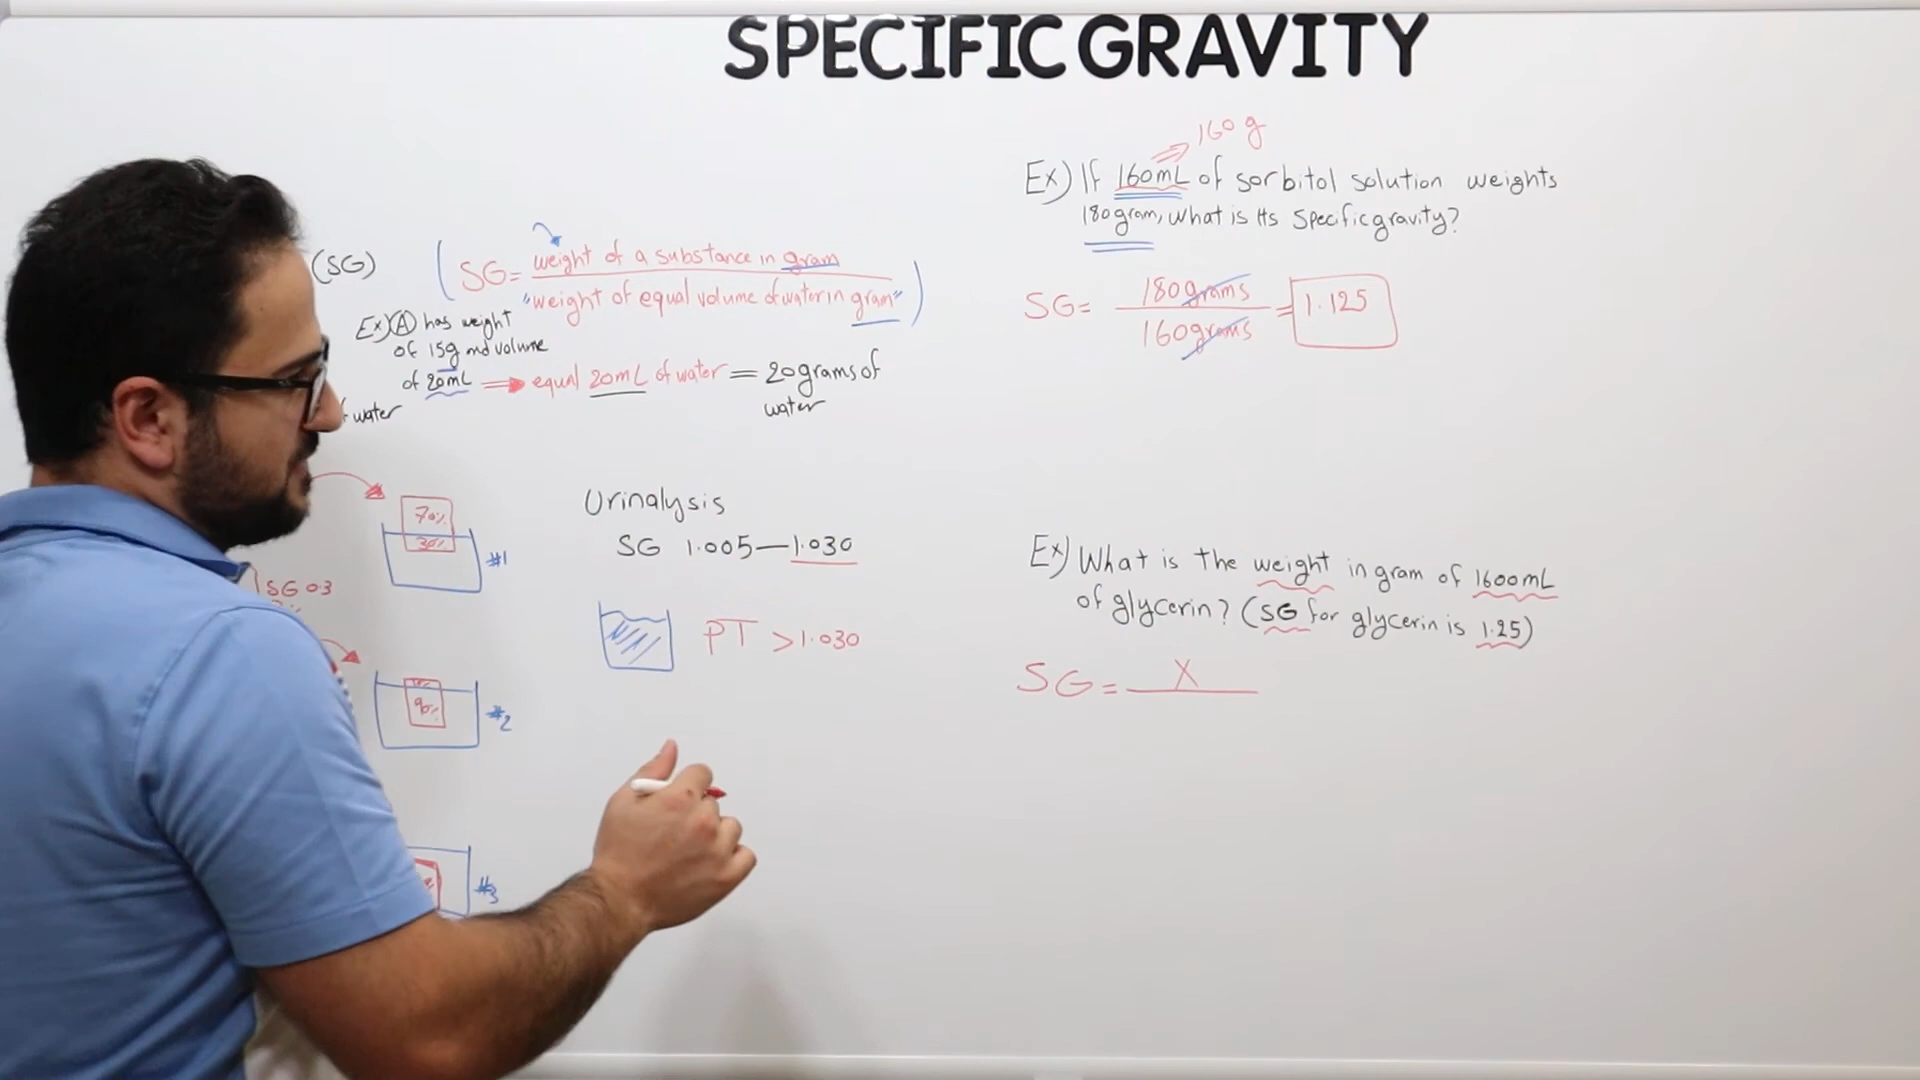 SPECIFIC GRAVITY
(SG)
SG= weight of a substance in gram
"weight of equal volume of water in gram"
Ex) A has weight
of 15g and volume
of 20mL ⇒ equal 20mL of water = 20grams of
water
water
70%
30%
#1
SG 0.3
90%
#2
#3
Urinalysis
SG 1.005—1.030
PT >1.030
160 g
Ex) If 160mL of sorbitol solution weights
180gram, what is its specific gravity?
SG= 180grams
160grams
= 1.125
Ex) What is the weight in gram of 1600mL
of glycerin? (SG for glycerin is 1.25)
SG= X